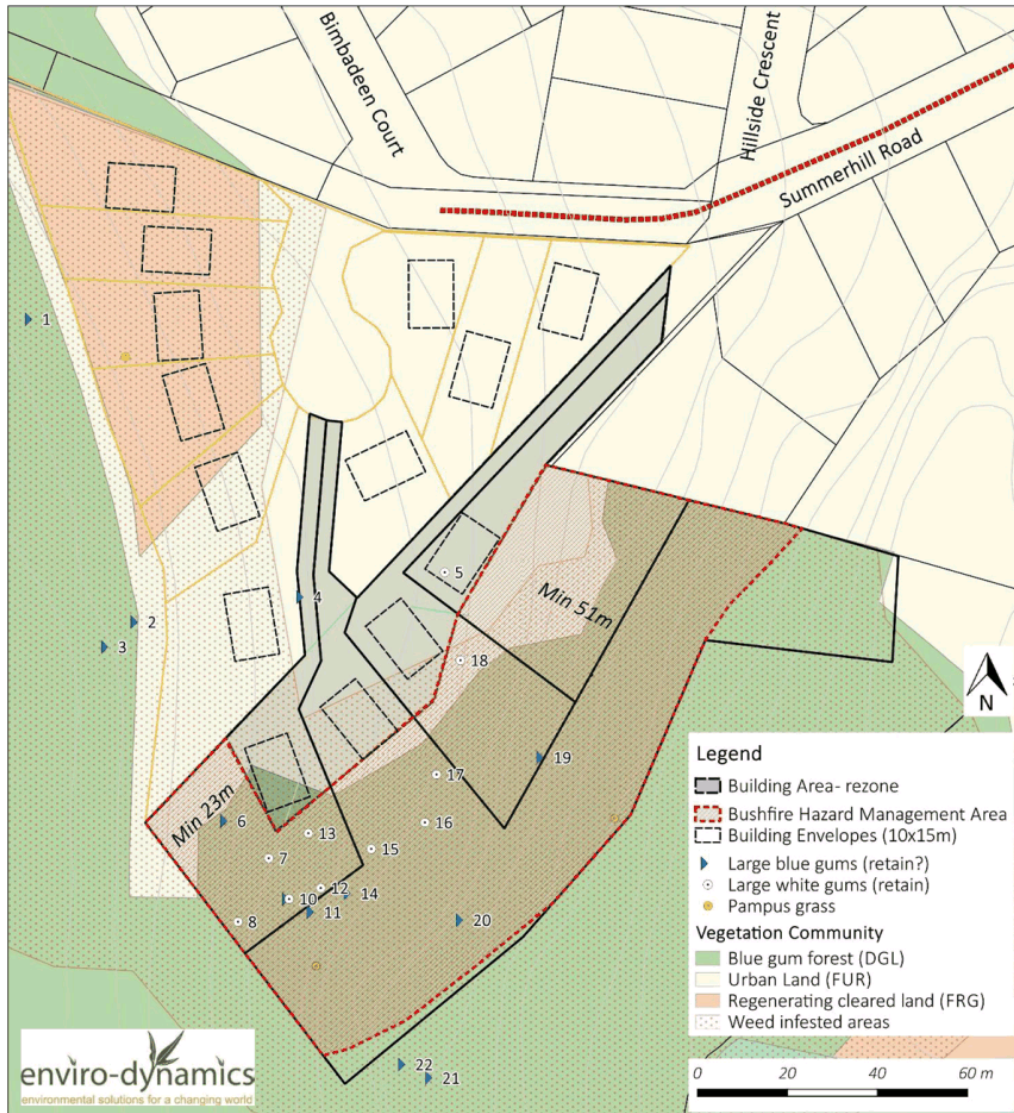 Bimbadeen Court
Hillside Crescent
Summerhill Road
1
2
3
4
5
Min 51m
18
19
17
16
Min 23m
6
13
15
7
12
14
10
11
8
20
22
21
N
Legend
Building Area- rezone
Bushfire Hazard Management Area
Building Envelopes (10x15m)
Large blue gums (retain?)
Large white gums (retain)
Pampus grass
Vegetation Community
Blue gum forest (DGL)
Urban Land (FUR)
Regenerating cleared land (FRG)
Weed infested areas
0 20 40 60 m
enviro-dynamics
environmental solutions for a changing world